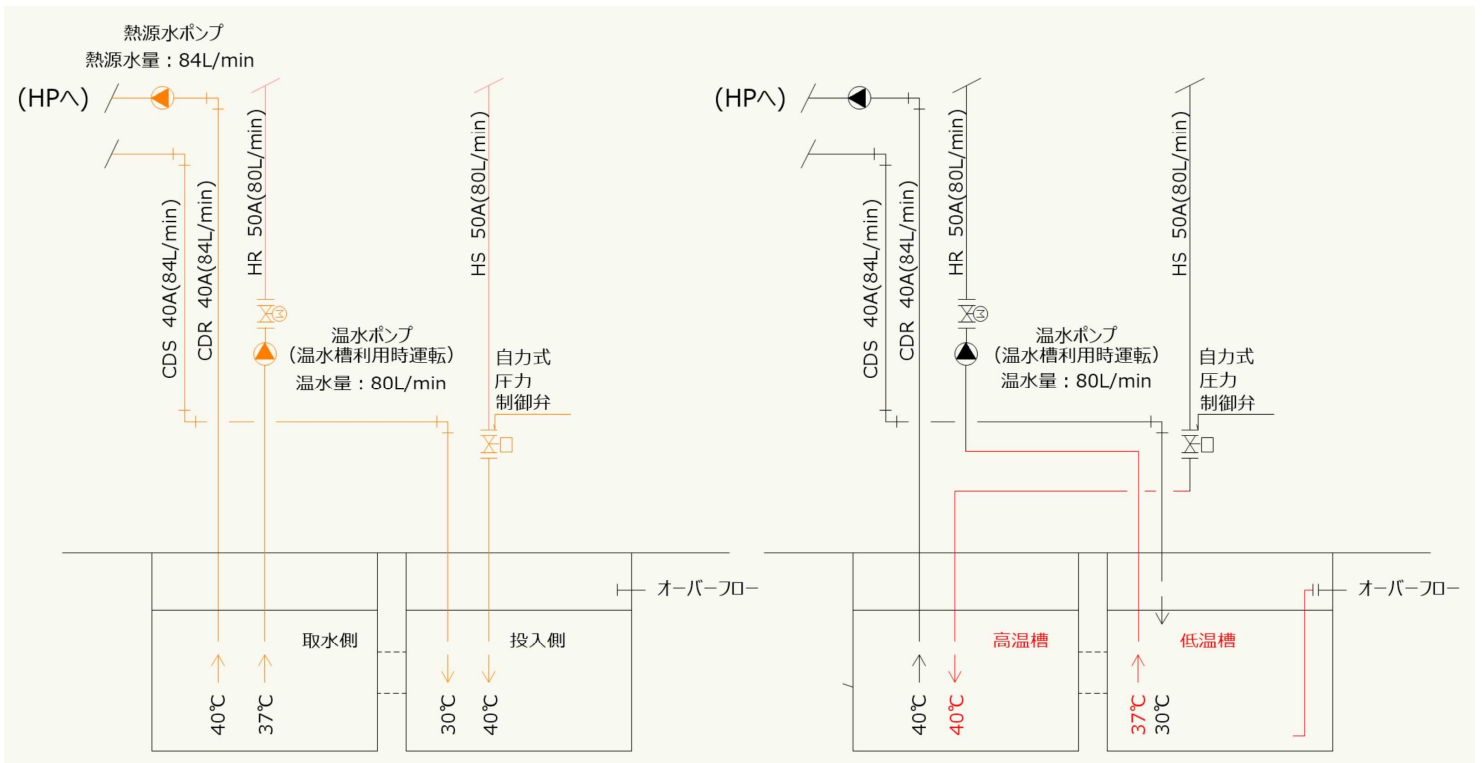 熱源水ポンプ
熱源水量：84L/min
(HPへ)
CDS 40A(84L/min)
CDR 40A(84L/min)
HR 50A(80L/min)
HS 50A(80L/min)
M
温水ポンプ
（温水槽利用時運転）
温水量：80L/min
自力式
圧力
制御弁
オーバーフロー
取水側
投入側
40℃
37℃
30℃
40℃
(HPへ)
CDS 40A(84L/min)
CDR 40A(84L/min)
HR 50A(80L/min)
HS 50A(80L/min)
M
温水ポンプ
（温水槽利用時運転）
温水量：80L/min
自力式
圧力
制御弁
オーバーフロー
高温槽
低温槽
40℃
40℃
37℃
30℃